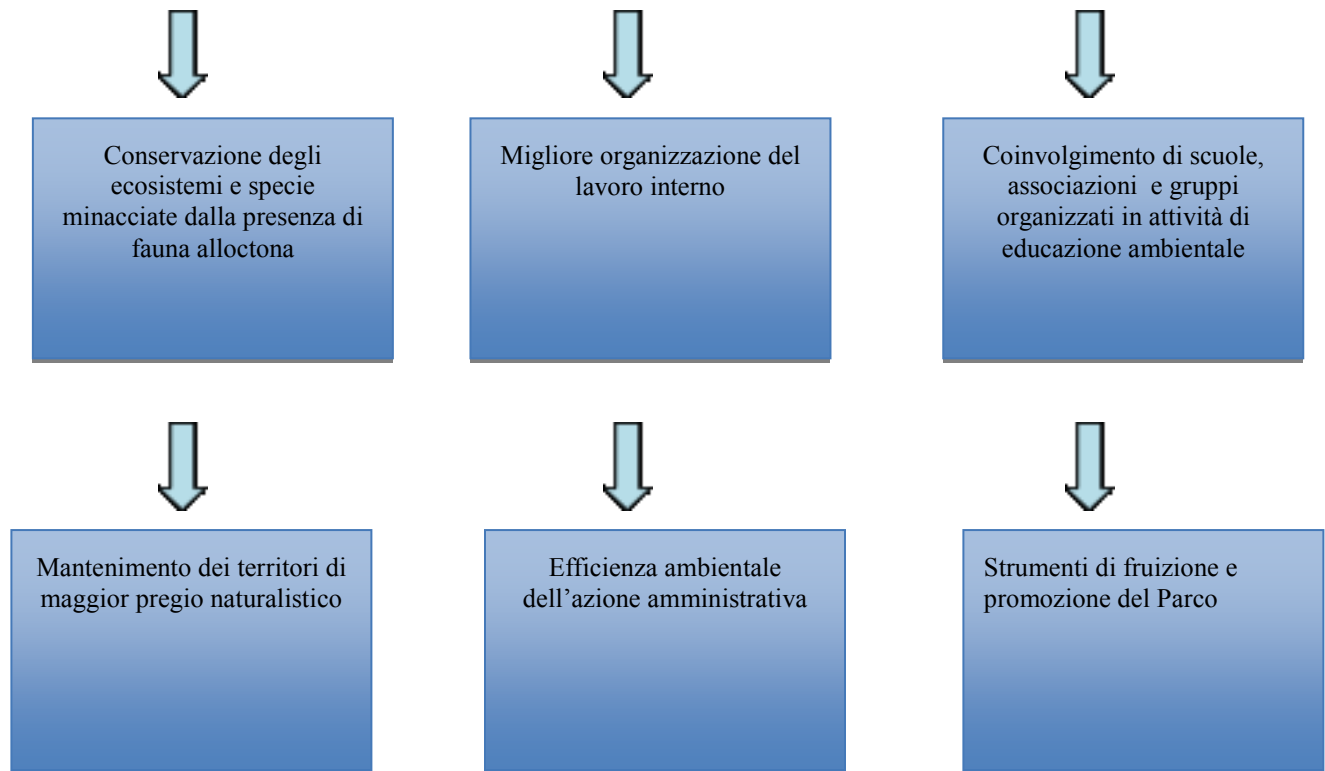 Conservazione degli
ecosistemi e specie
minacciate dalla presenza di
fauna alloctona
Migliore organizzazione del
lavoro interno
Coinvolgimento di scuole,
associazioni e gruppi
organizzati in attività di
educazione ambientale
Mantenimento dei territori di
maggior pregio naturalistico
Efficienza ambientale
dell’azione amministrativa
Strumenti di fruizione e
promozione del Parco